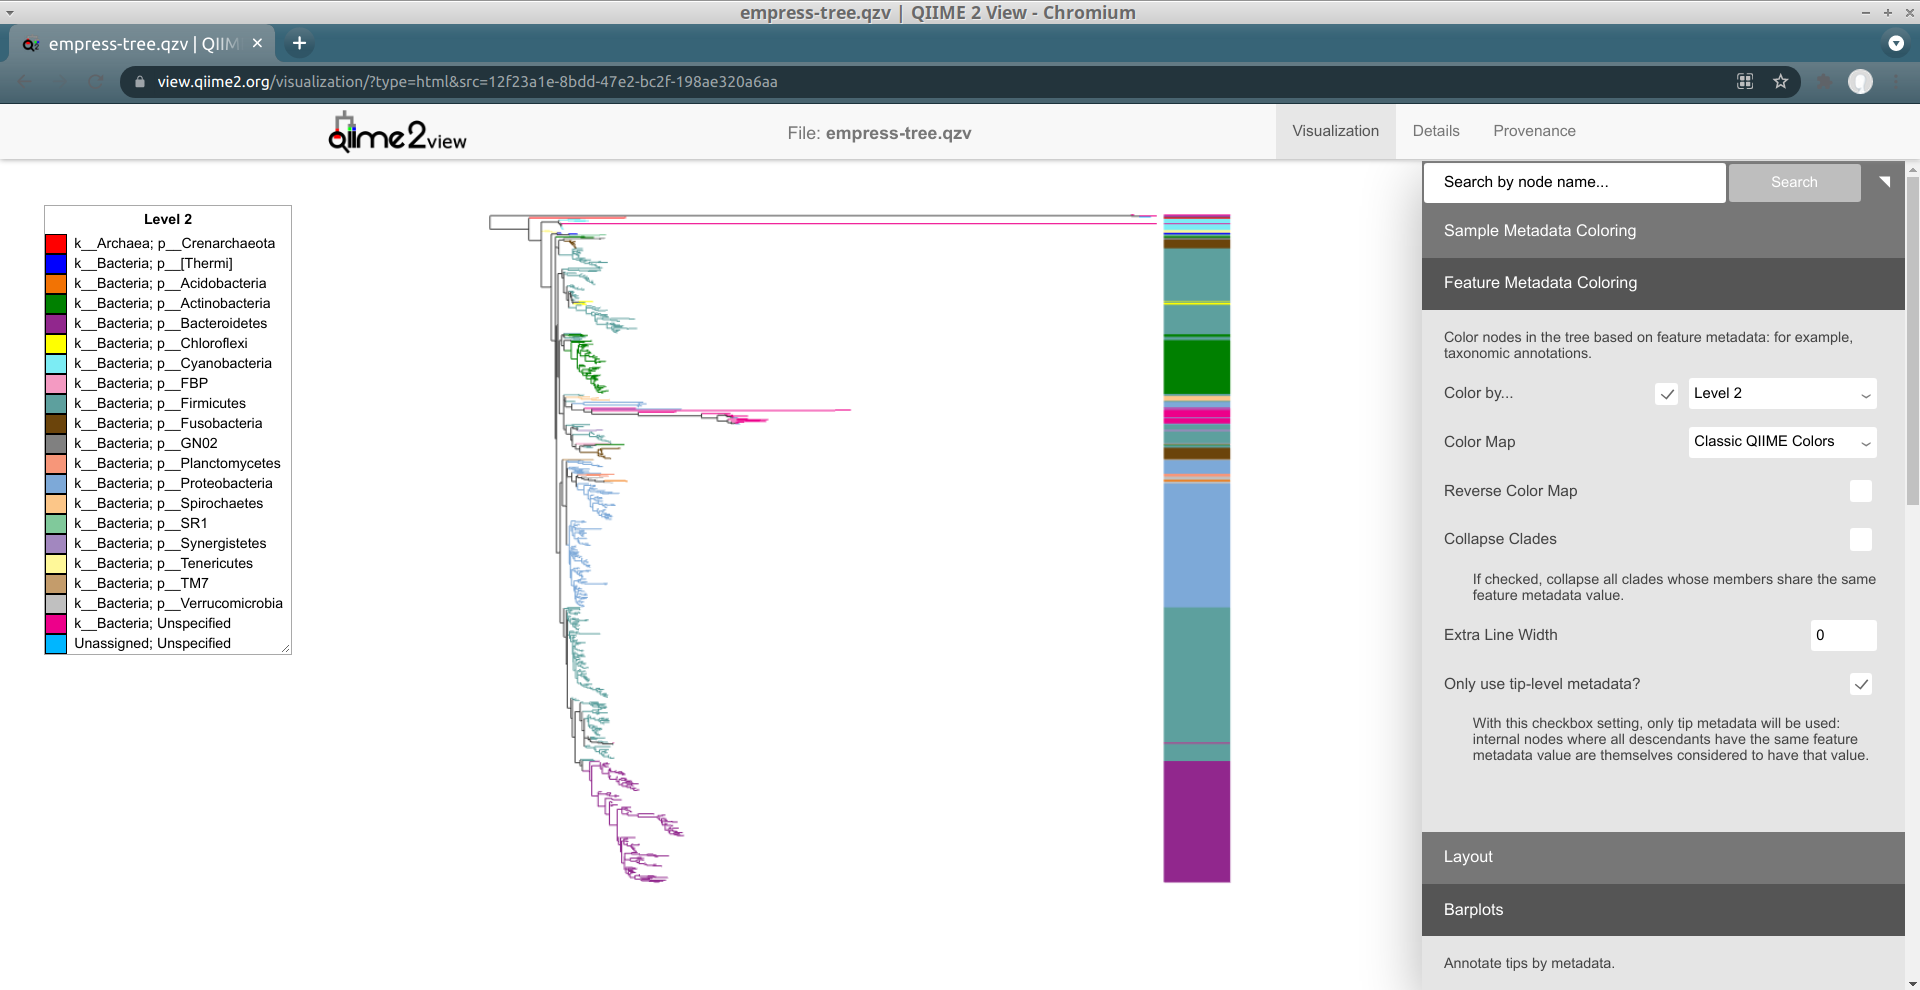 empress-tree.qzv | QIIME 2 View - Chromium
empress-tree.qzv | QIIM
view.qiime2.org/visualization/?type=html&src=12f23a1e-8bdd-47e2-bc2f-198ae320a6aa
qiime2view
File: empress-tree.qzv
Visualization
Details
Provenance
Level 2
k__Archaea; p__Crenarchaeota
k__Bacteria; p__[Thermi]
k__Bacteria; p__Acidobacteria
k__Bacteria; p__Actinobacteria
k__Bacteria; p__Bacteroidetes
k__Bacteria; p__Chloroflexi
k__Bacteria; p__Cyanobacteria
k__Bacteria; p__FBP
k__Bacteria; p__Firmicutes
k__Bacteria; p__Fusobacteria
k__Bacteria; p__GN02
k__Bacteria; p__Planctomycetes
k__Bacteria; p__Proteobacteria
k__Bacteria; p__Spirochaetes
k__Bacteria; p__SR1
k__Bacteria; p__Synergistetes
k__Bacteria; p__Tenericutes
k__Bacteria; p__TM7
k__Bacteria; p__Verrucomicrobia
k__Bacteria; Unspecified
Unassigned; Unspecified
Search by node name...
Search
Sample Metadata Coloring
Feature Metadata Coloring
Color nodes in the tree based on feature metadata: for example,
taxonomic annotations.
Color by...
Level 2
Color Map
Classic QIIME Colors
Reverse Color Map
Collapse Clades
If checked, collapse all clades whose members share the same
feature metadata value.
Extra Line Width
0
Only use tip-level metadata?
With this checkbox setting, only tip metadata will be used:
internal nodes where all descendants have the same feature
metadata value are themselves considered to have that value.
Layout
Barplots
Annotate tips by metadata.